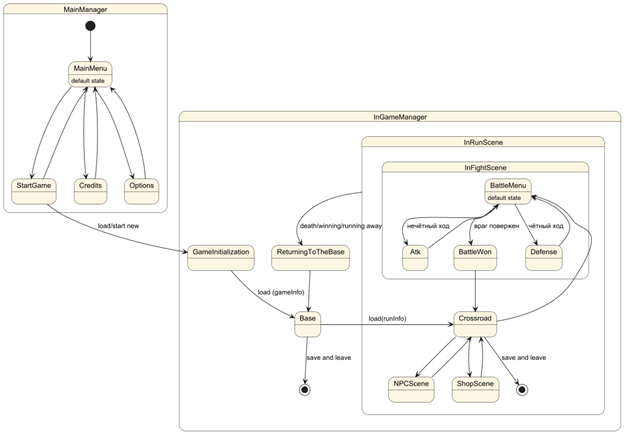 MainManager
MainMenu
default state
StartGame
Credits
Options
load/start new
InGameManager
InRunScene
InFightScene
BattleMenu
default state
death/winning/running away
нечётный ход
враг повержен
чётный ход
GameInitialization
ReturningToTheBase
Atk
BattleWon
Defense
load (gameInfo)
Base
load(runInfo)
Crossroad
save and leave
save and leave
NPCScene
ShopScene